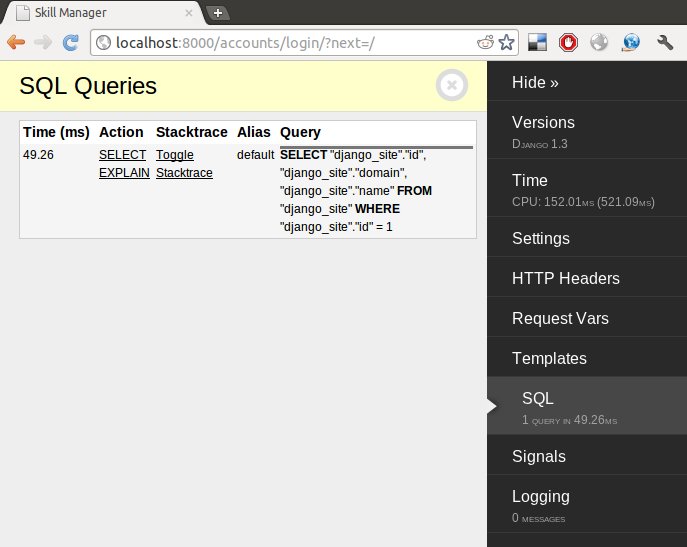 Skill Manager
localhost:8000/accounts/login/?next=/
SQL Queries
Time (ms) Action Stacktrace Alias Query
49.26 SELECT Toggle default SELECT "django_site"."id",
EXPLAIN Stacktrace "django_site"."domain",
"django_site"."name" FROM
"django_site" WHERE
"django_site"."id" = 1
Hide »
Versions
Django 1.3
Time
CPU: 152.01ms (521.09ms)
Settings
HTTP Headers
Request Vars
Templates
SQL
1 query in 49.26ms
Signals
Logging
0 messages